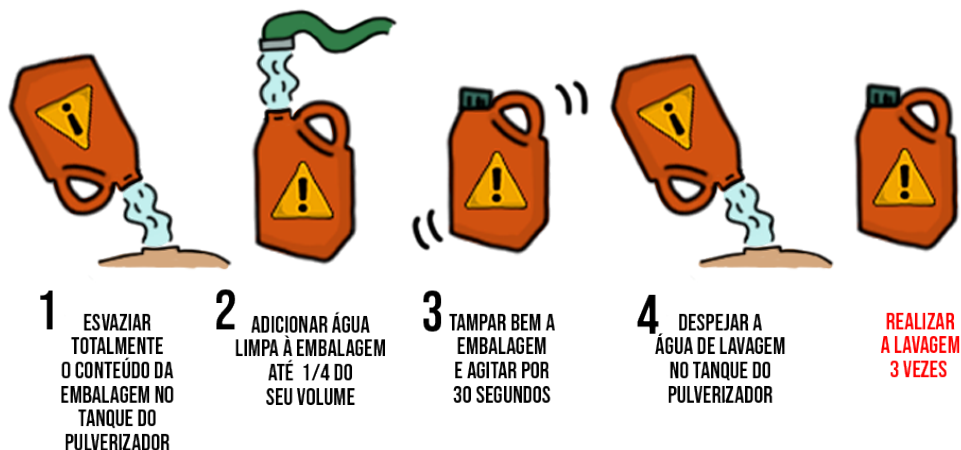 1
ESVAZIAR
TOTALMENTE
O CONTEÚDO DA
EMBALAGEM NO
TANQUE DO
PULVERIZADOR
2
ADICIONAR ÁGUA
LIMPA À EMBALAGEM
ATÉ 1/4 DO
SEU VOLUME
3
TAMPAR BEM A
EMBALAGEM
E AGITAR POR
30 SEGUNDOS
4
DESPEJAR A
ÁGUA DE LAVAGEM
NO TANQUE DO
PULVERIZADOR
REALIZAR
A LAVAGEM
3 VEZES